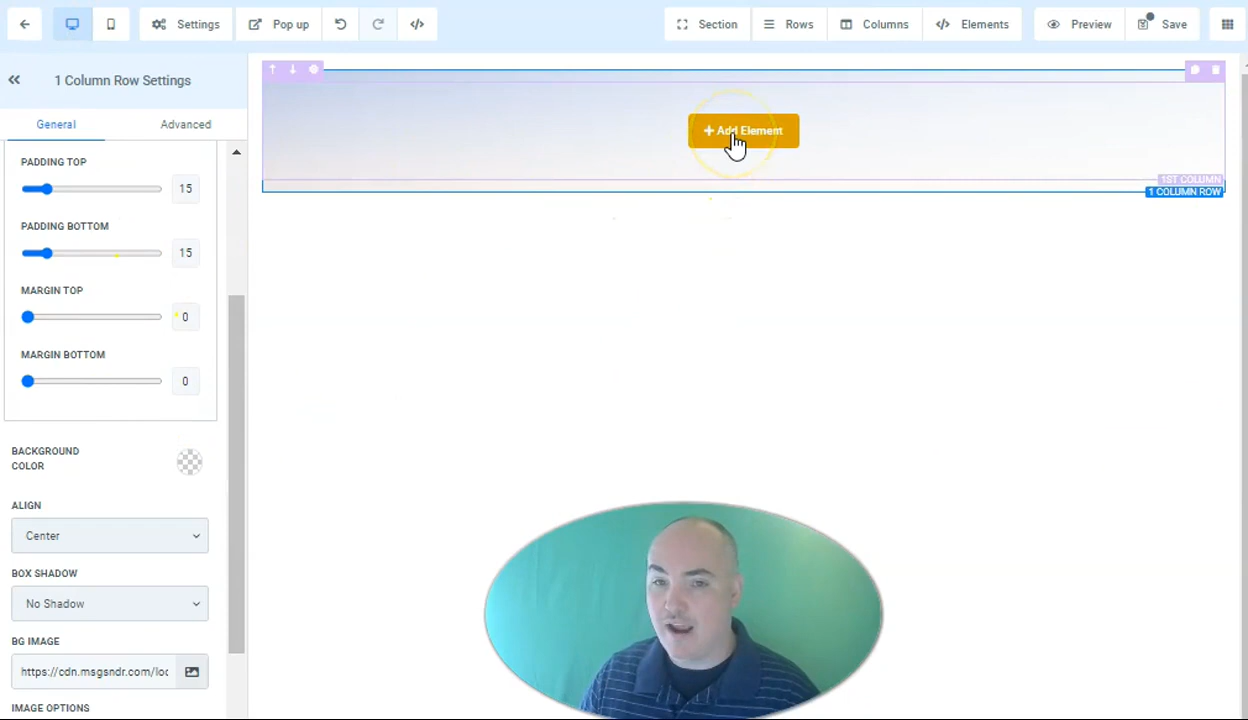 Settings
Pop up
Section
Rows
Columns
Elements
Preview
Save
1 Column Row Settings
General
Advanced
PADDING TOP
15
PADDING BOTTOM
15
MARGIN TOP
0
MARGIN BOTTOM
0
BACKGROUND
COLOR
ALIGN
Center
BOX SHADOW
No Shadow
BG IMAGE
https://cdn.msgsndr.com/loc
IMAGE OPTIONS
+ Add Element
1ST COLUMN
1 COLUMN ROW